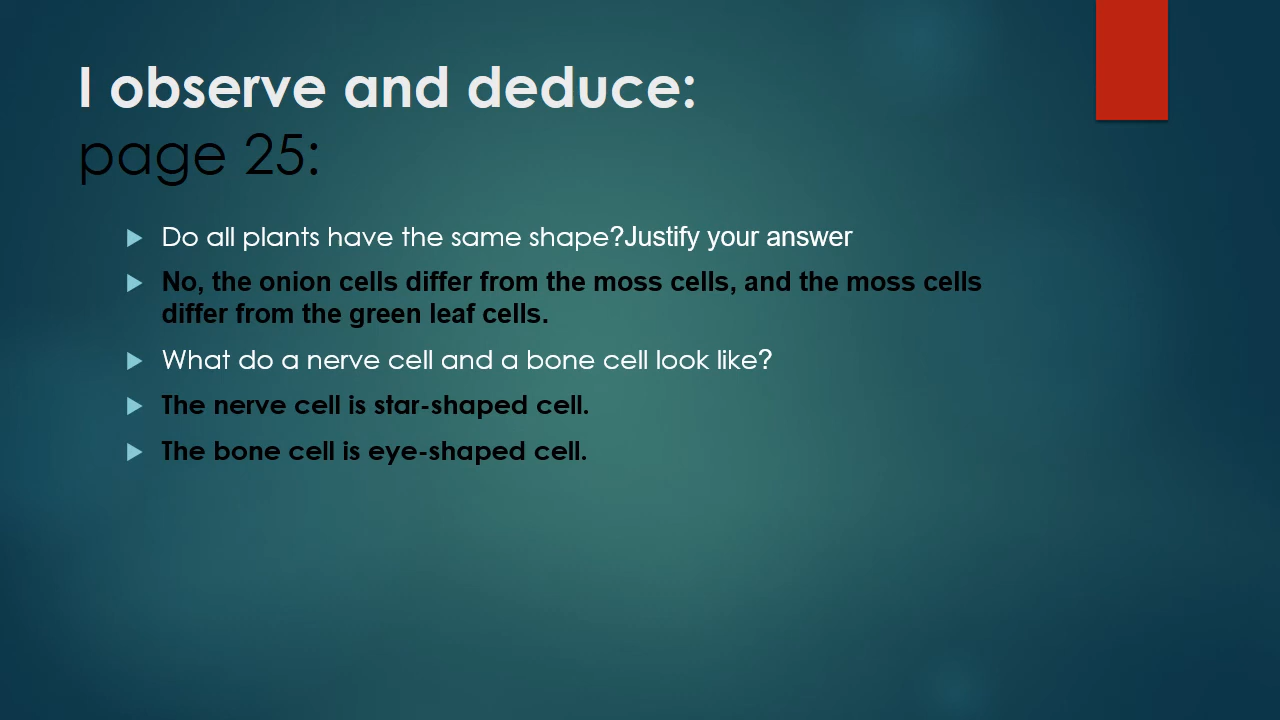 I observe and deduce:
page 25:
Do all plants have the same shape?Justify your answer
No, the onion cells differ from the moss cells, and the moss cells
differ from the green leaf cells.
What do a nerve cell and a bone cell look like?
The nerve cell is star-shaped cell.
The bone cell is eye-shaped cell.